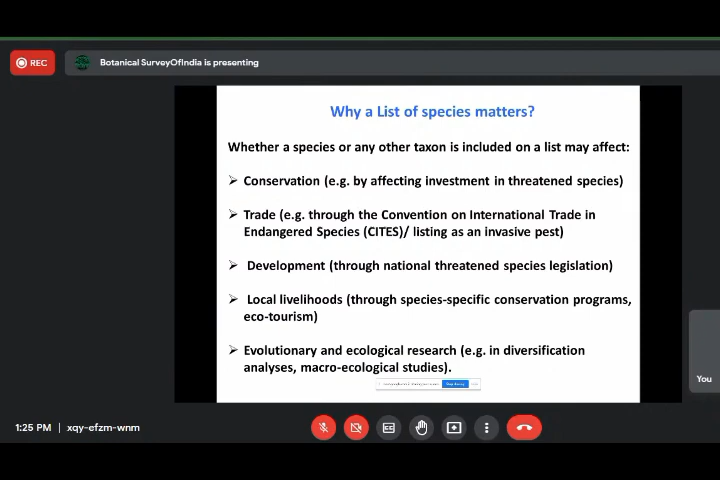 REC
Botanical SurveyOfIndia is presenting
Why a List of species matters?
Whether a species or any other taxon is included on a list may affect:
➢ Conservation (e.g. by affecting investment in threatened species)
➢ Trade (e.g. through the Convention on International Trade in
Endangered Species (CITES)/ listing as an invasive pest)
➢ Development (through national threatened species legislation)
➢ Local livelihoods (through species-specific conservation programs,
eco-tourism)
➢ Evolutionary and ecological research (e.g. in diversification
analyses, macro-ecological studies).
Stop sharing
You
1:25 PM | xqy-efzm-wnm